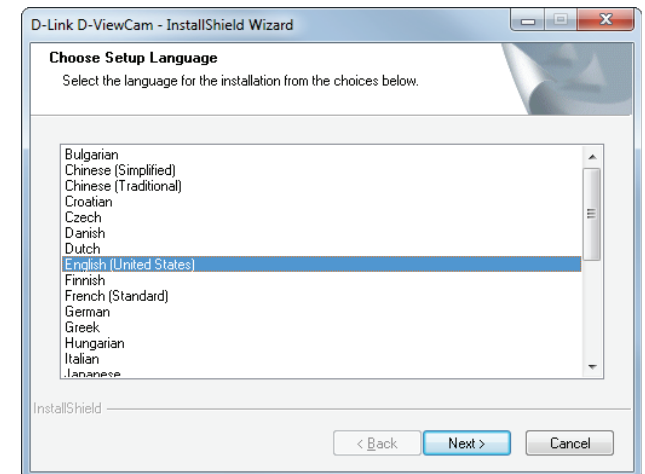 D-Link D-ViewCam - InstallShield Wizard
Choose Setup Language
Select the language for the installation from the choices below.
Bulgarian
Chinese (Simplified)
Chinese (Traditional)
Croatian
Czech
Danish
Dutch
English (United States)
Finnish
French (Standard)
German
Greek
Hungarian
Italian
Japanese
InstallShield
< Back Next > Cancel